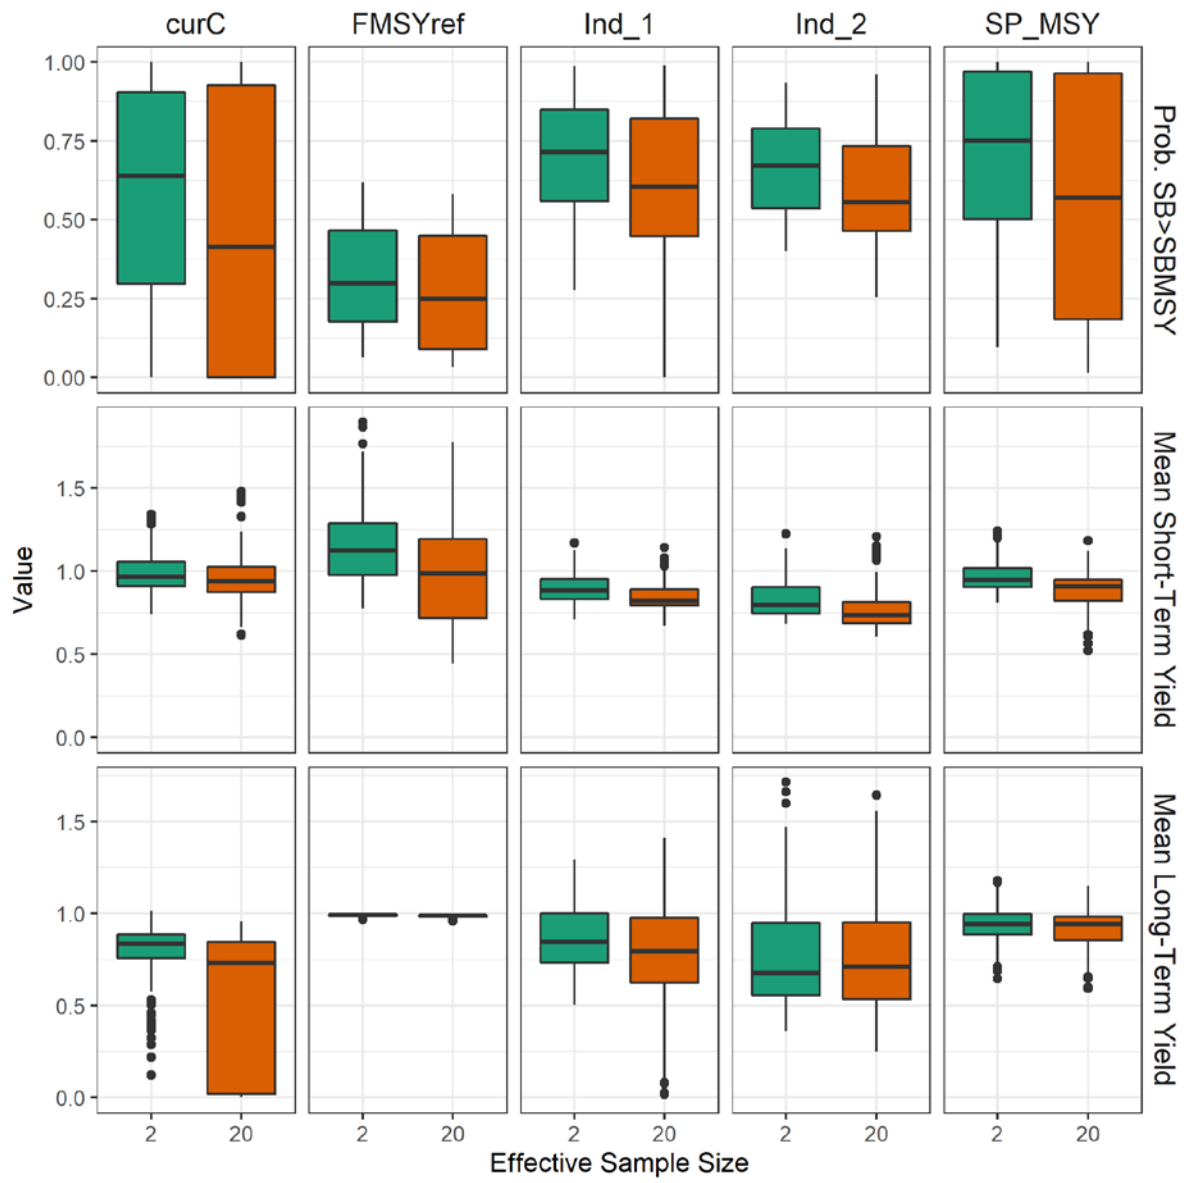 curC FMSYref Ind_1 Ind_2 SP_MSY
1.00
0.75
0.50
0.25
0.00
Prob. SB>SBMSY
1.5
1.0
0.5
0.0
Mean Short-Term Yield
Value
1.5
1.0
0.5
0.0
Mean Long-Term Yield
2 20 2 20 2 20 2 20 2 20
Effective Sample Size